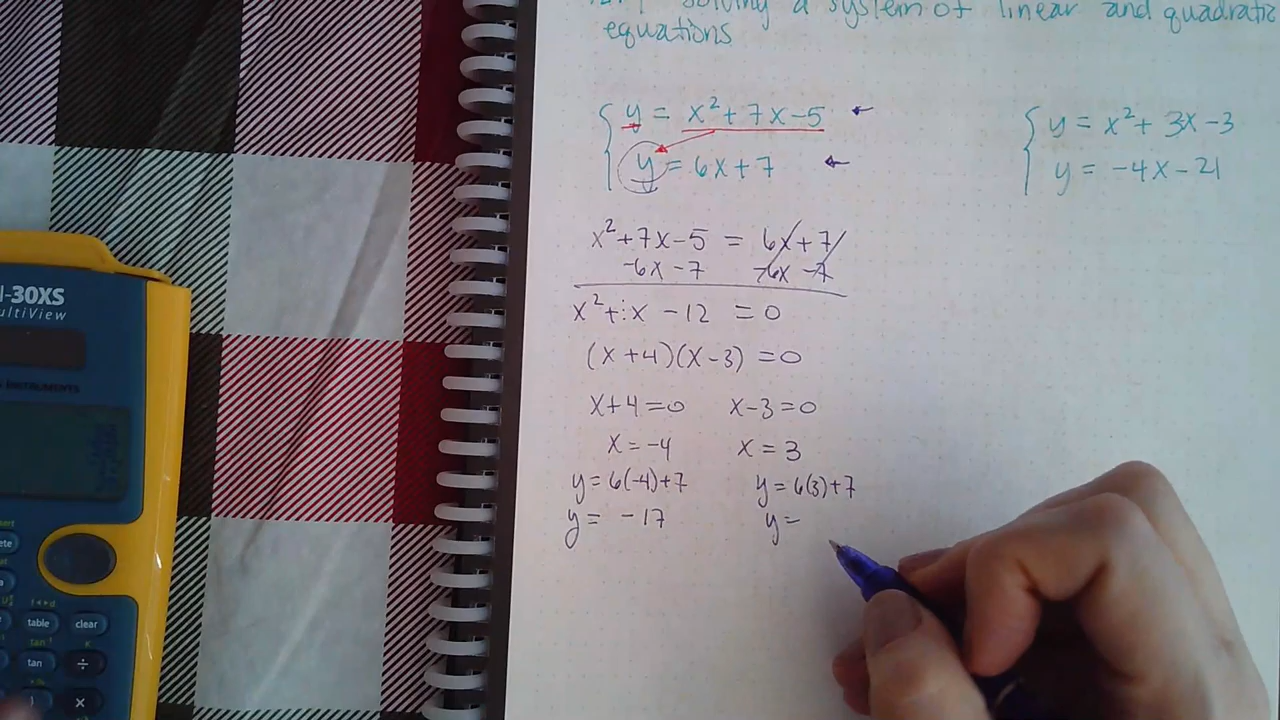 solving a system of linear and quadratic
equations
y = x² + 7x - 5
y = 6x + 7
x² + 7x - 5 = 6x + 7
-6x - 7 -6x - 7
x² + : x - 12 = 0
(x + 4)(x - 3) = 0
x + 4 = 0 x - 3 = 0
x = -4 x = 3
y = 6(-4) + 7 y = 6(3) + 7
y = -17 y =
y = x² + 3x - 3
y = -4x - 21
-30XS
MultiView
INSTRUMENTS
table
clear
tan
÷
x